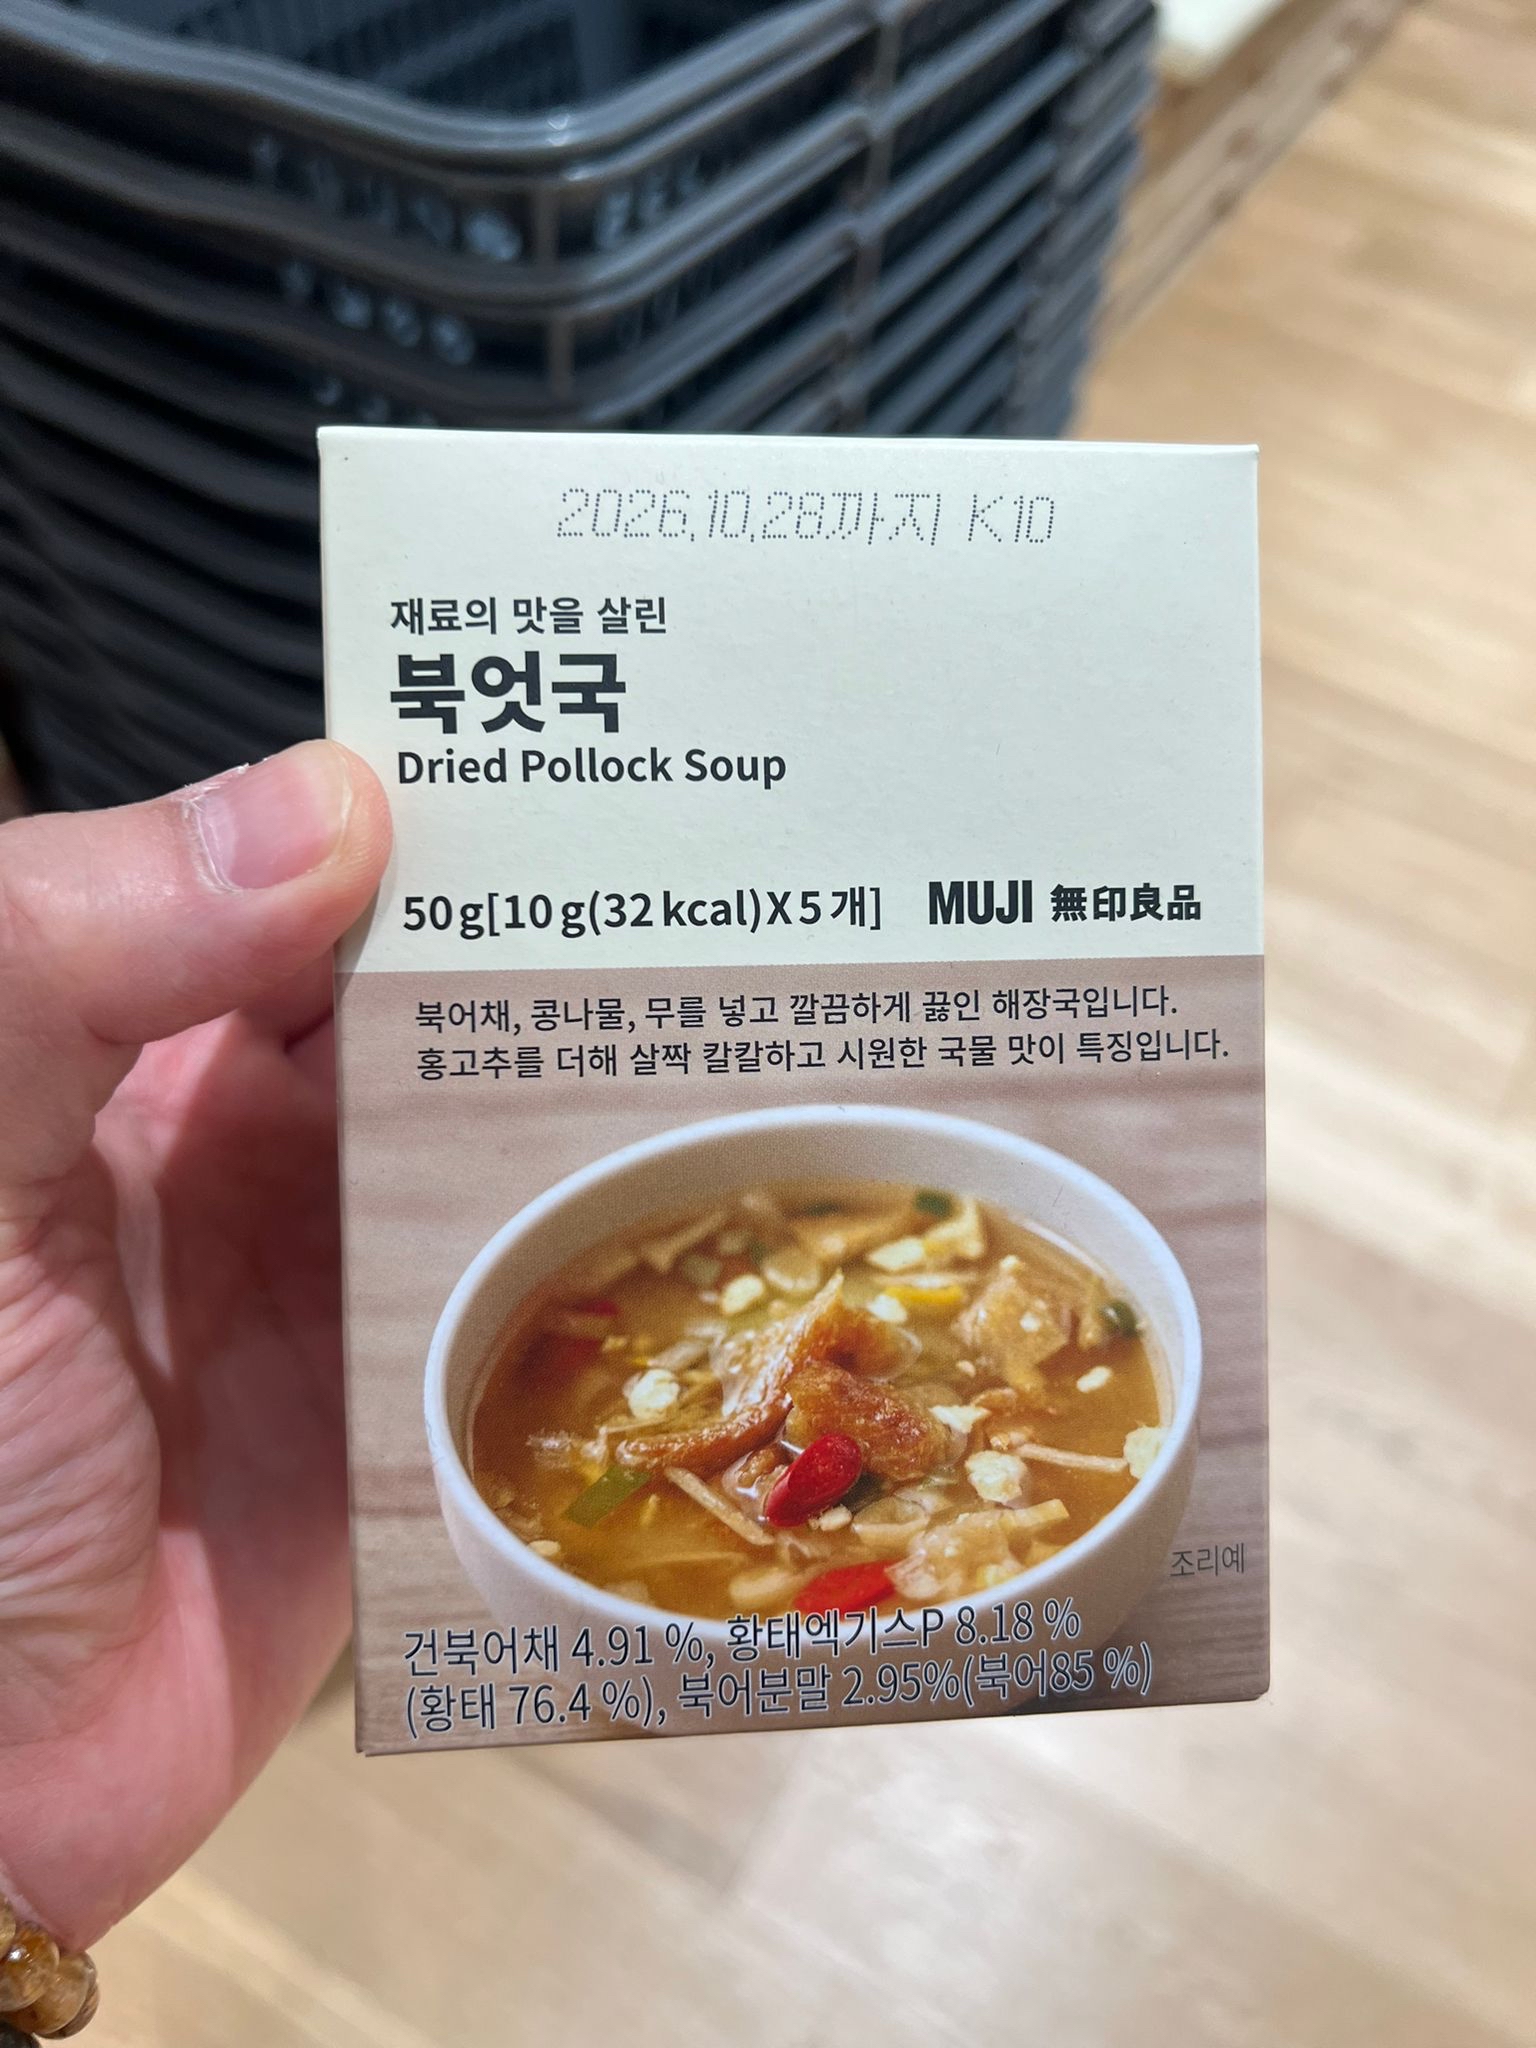 2026.10.28까지 K10
재료의 맛을 살린
북엇국
Dried Pollock Soup
50g[10g(32kcal)X5개] MUJI 無印良品
북어채, 콩나물, 무를 넣고 깔끔하게 끓인 해장국입니다.
홍고추를 더해 살짝 칼칼하고 시원한 국물 맛이 특징입니다.
조리예
건북어채 4.91 %, 황태엑기스P 8.18 %
(황태 76.4 %), 북어분말 2.95%(북어85 %)